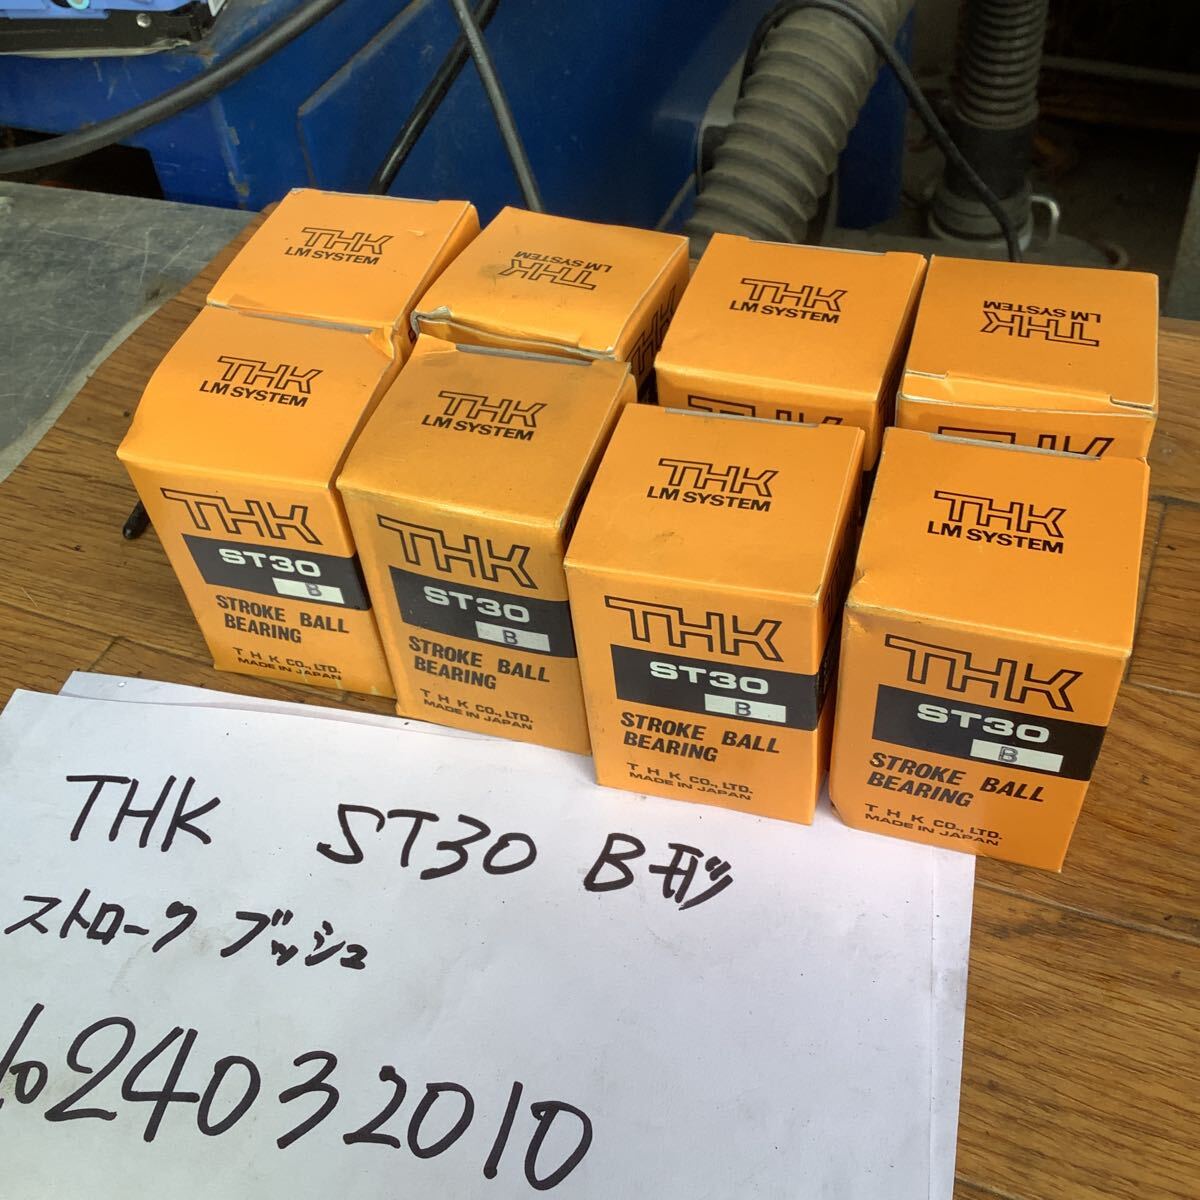 THK
LM SYSTEM
THK
LM SYSTEM
THK
LM SYSTEM
THK
LM SYSTEM
THK
THK
THK
THK
LM SYSTEM
THK
LM SYSTEM
THK
LM SYSTEM
THK
LM SYSTEM
THK
ST30
B
STROKE BALL
BEARING
T H K CO., LTD.
MADE IN JAPAN
THK
ST30
B
STROKE BALL
BEARING
T H K CO., LTD.
MADE IN JAPAN
THK
ST30
B
STROKE BALL
BEARING
T H K CO., LTD.
MADE IN JAPAN
THK
ST30
B
STROKE BALL
BEARING
T H K CO., LTD.
MADE IN JAPAN
THK ST30 B形
ストローク ブッシュ
24032010